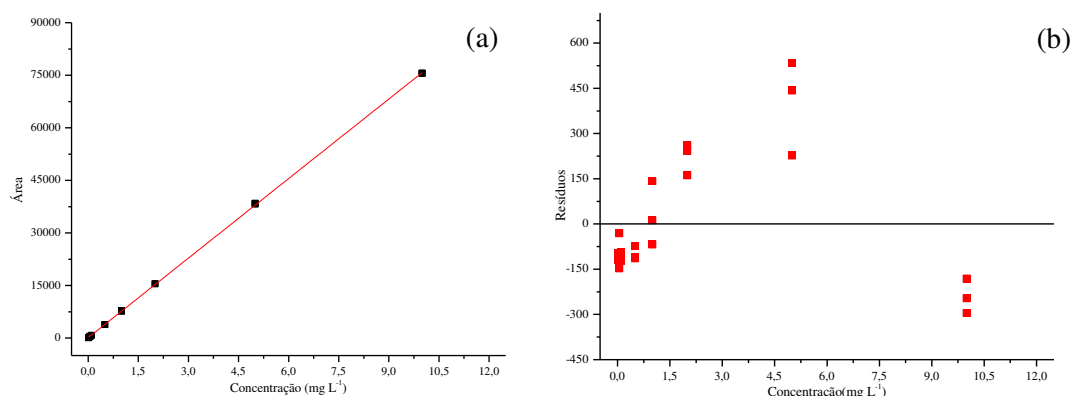 (a)
90000
75000
60000
45000
30000
15000
0
Área
0,0 1,5 3,0 4,5 6,0 7,5 9,0 10,5 12,0
Concentração (mg L⁻¹)
(b)
600
450
300
150
0
-150
-300
-450
Resíduos
0,0 1,5 3,0 4,5 6,0 7,5 9,0 10,5 12,0
Concentração(mg L⁻¹)